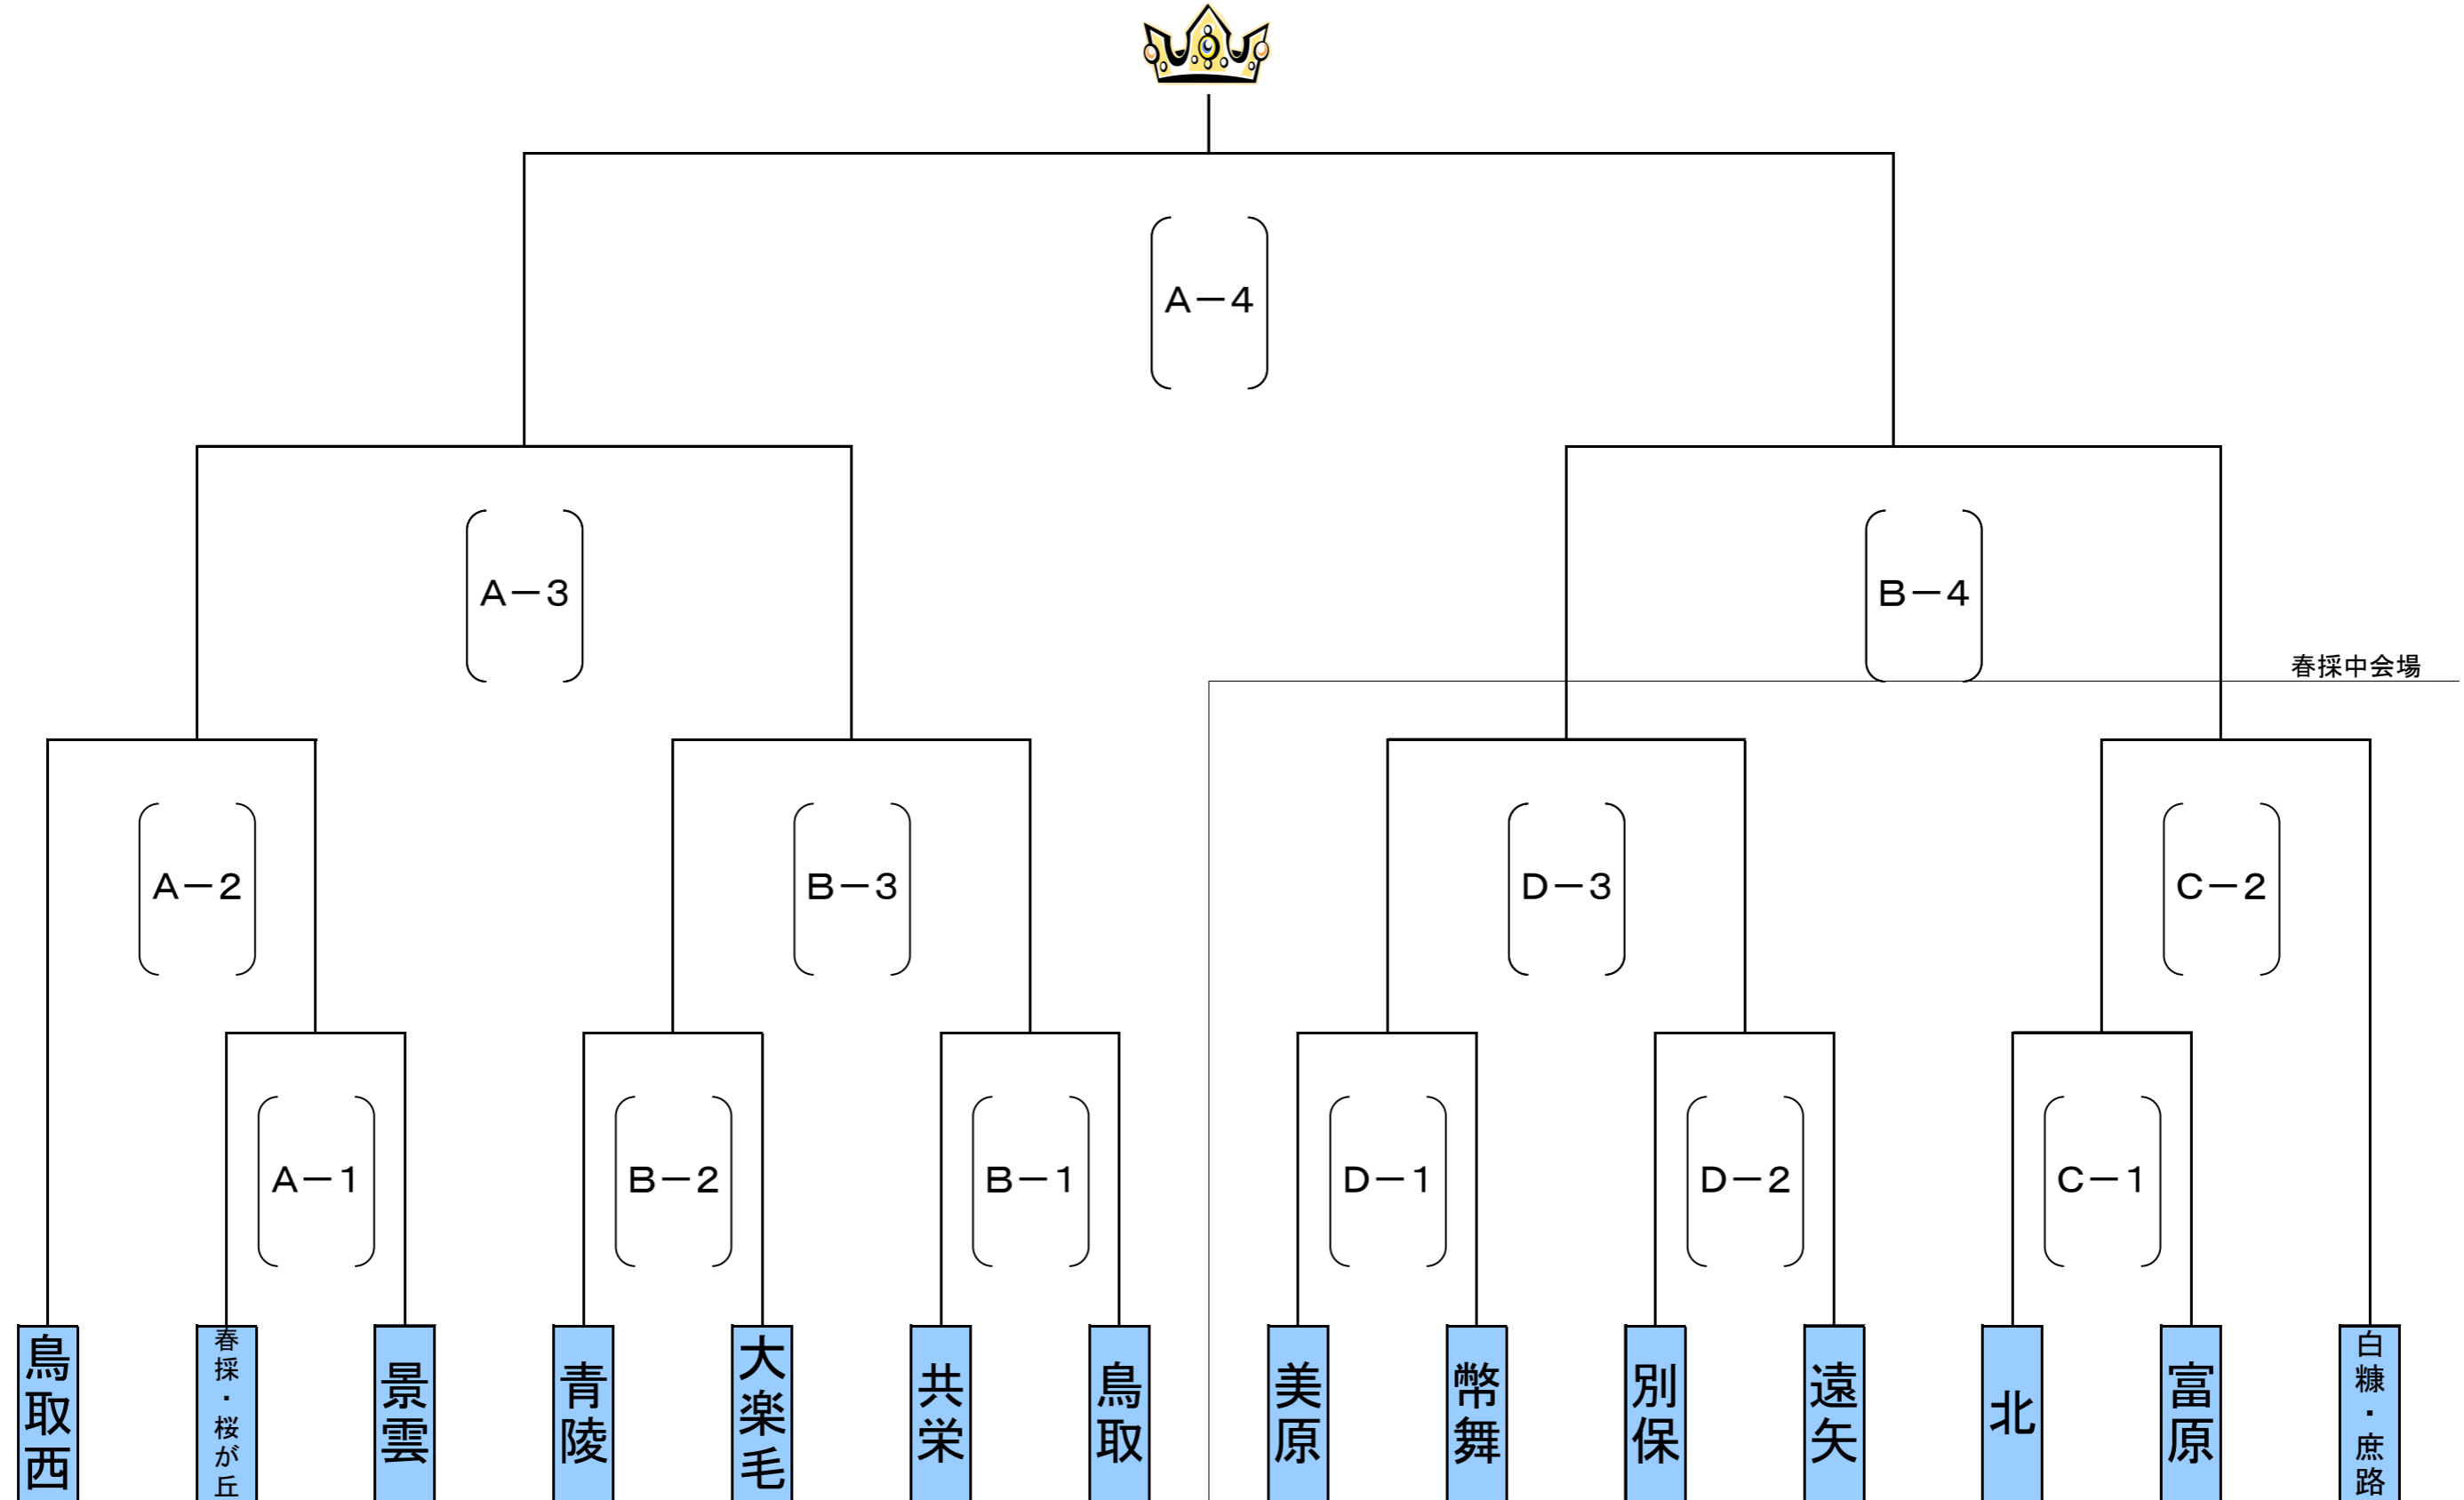 A－4
A－3
B－4
春採中会場
A－2
B－3
D－3
C－2
A－1
B－2
B－1
D－1
D－2
C－1
鳥取西
春採・桜が丘
景雲
青陵
大楽毛
共栄
鳥取
美原
幣舞
別保
遠矢
北
富原
白糠・庶路